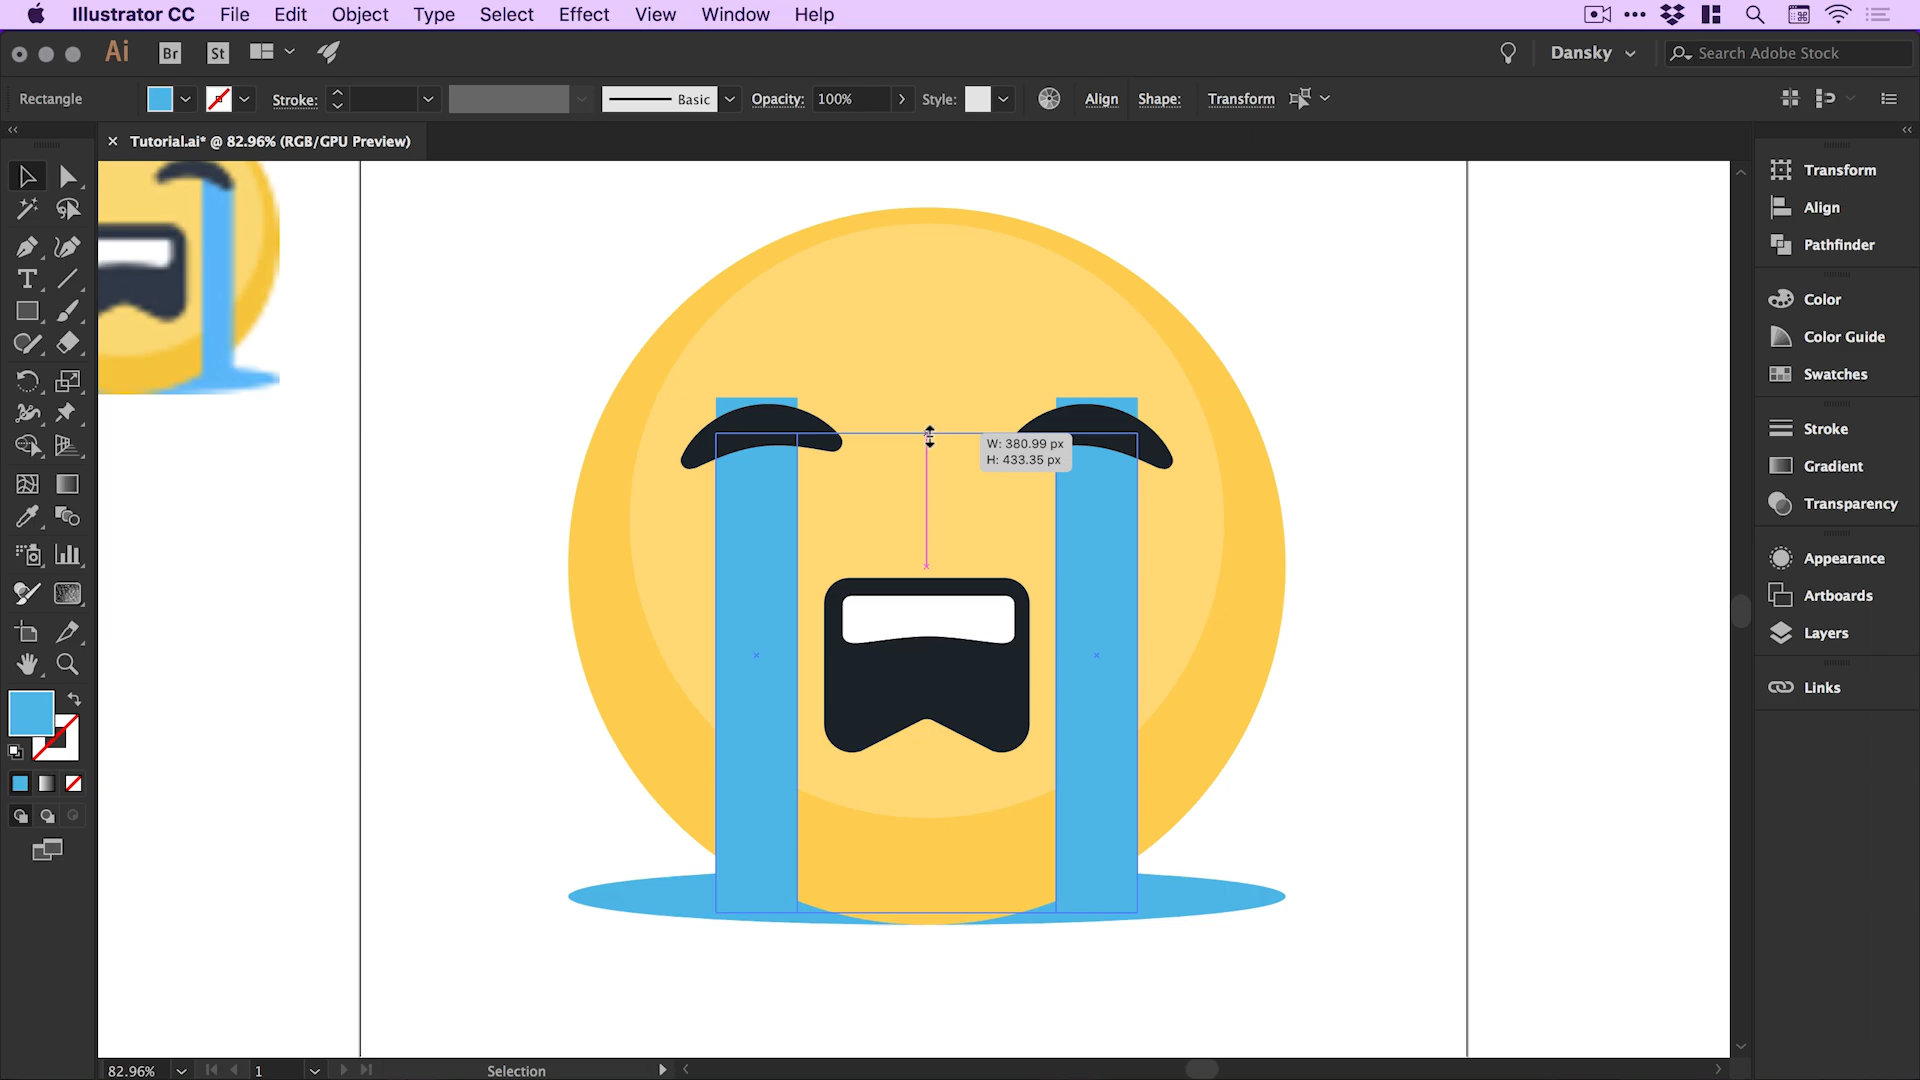 Illustrator CC File Edit Object Type Select Effect View Window Help
Ai Br St Dansky Search Adobe Stock
Rectangle Stroke: Basic Opacity: 100% Style: Align Shape: Transform
× Tutorial.ai* @ 82.96% (RGB/GPU Preview)
Transform
Align
Pathfinder
Color
Color Guide
Swatches
Stroke
Gradient
Transparency
Appearance
Artboards
Layers
Links
W: 380.99 px
H: 433.35 px
82.96% 1 Selection